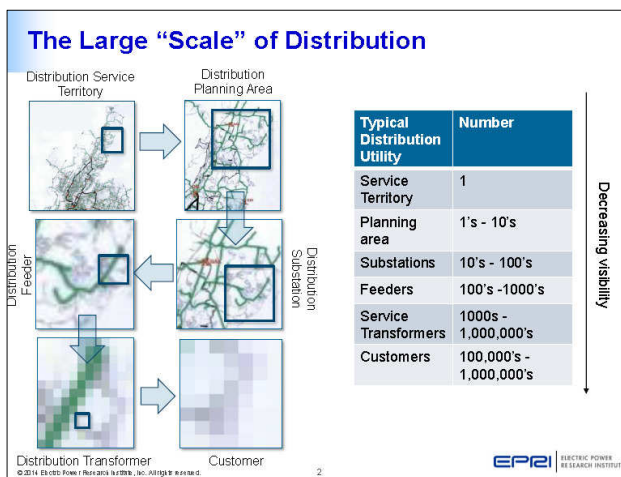 The Large “Scale” of Distribution
Distribution Service
Territory
Distribution
Planning Area
Distribution
Feeder
Distribution
Substation
Distribution Transformer
Customer
Typical
Distribution
Utility
Number
Service
Territory
1
Planning
area
1's - 10's
Substations
10's - 100's
Feeders
100's -1000's
Service
Transformers
1000s -
1,000,000's
Customers
100,000's -
1,000,000's
Decreasing visibility
© 2014 Electric Power Research Institute, Inc. All rights reserved.
2
EPRI
ELECTRIC POWER
RESEARCH INSTITUT